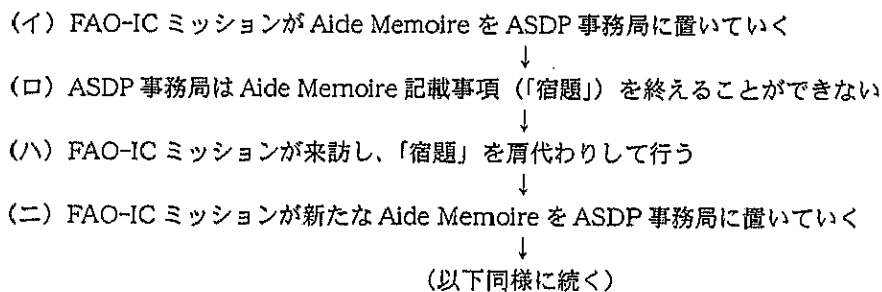 (イ) FAO-IC ミッションが Aide Memoire を ASDP 事務局に置いていく
↓
(ロ) ASDP 事務局は Aide Memoire 記載事項（「宿題」）を終えることができない
↓
(ハ) FAO-IC ミッションが来訪し、「宿題」を肩代わりして行う
↓
(ニ) FAO-IC ミッションが新たな Aide Memoire を ASDP 事務局に置いていく
↓
(以下同様に続く)